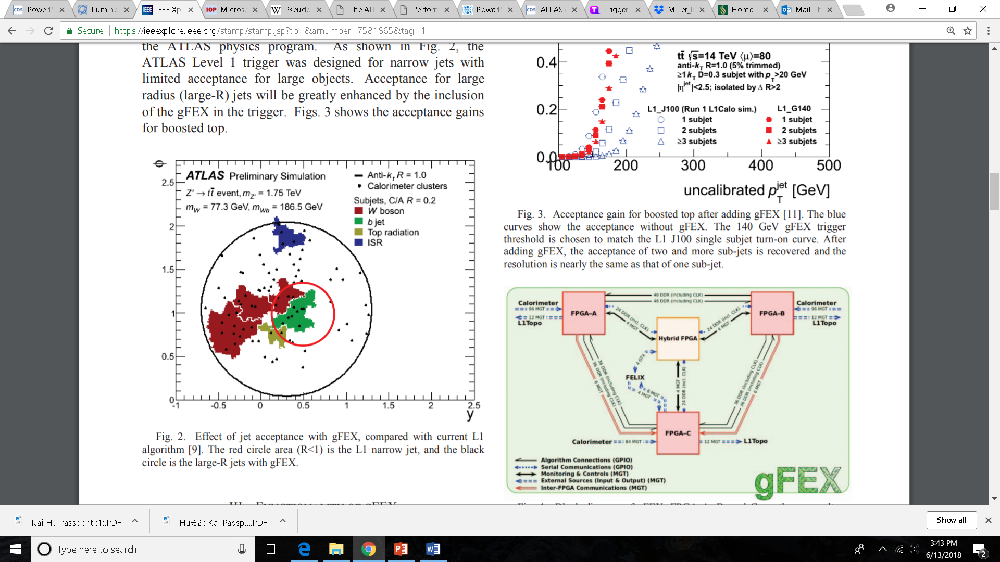 PowerP
Lumino
IEEE Xpl
Microsc
Pseudo
The ATL
Perform
PowerP
ATLAS
Trigger
Miller_I
Home
Mail - h
Secure
https://ieeexplore.ieee.org/stamp/stamp.jsp?tp=&arnumber=7581865&tag=1
the ATLAS physics program. As shown in Fig. 2, the
ATLAS Level 1 trigger was designed for narrow jets with
limited acceptance for large objects. Acceptance for large
radius (large-R) jets will be greatly enhanced by the inclusion
of the gFEX in the trigger. Figs. 3 shows the acceptance gains
for boosted top.
ϕ
ATLAS Preliminary Simulation
Z' → tt̄ event, mZ' = 1.75 TeV
mW = 77.3 GeV, mWb = 186.5 GeV
Anti-kt R = 1.0
Calorimeter clusters
Subjets, C/A R = 0.2
W boson
b jet
Top radiation
ISR
2.5
2
1.5
1
0.5
0
-1 -0.5 0 0.5 1 1.5 2 2.5
y
Fig. 2. Effect of jet acceptance with gFEX, compared with current L1
algorithm [9]. The red circle area (R<1) is the L1 narrow jet, and the black
circle is the large-R jets with gFEX.
III. FUNCTIONALITY OF gFEX
0.4
0.2
0.0
tt̄ √s=14 TeV ⟨μ⟩=80
anti-kT R=1.0 (5% trimmed)
≥1 kT D=0.3 subjet with pT>20 GeV
|ηjet|<2.5; isolated by Δ R>2
L1_J100 (Run 1 L1Calo sim.) L1_G140
1 subjet 1 subjet
2 subjets 2 subjets
≥3 subjets ≥3 subjets
100 200 300 400 500
uncalibrated pTjet [GeV]
Fig. 3. Acceptance gain for boosted top after adding gFEX [11]. The blue
curves show the acceptance without gFEX. The 140 GeV gFEX trigger
threshold is chosen to match the L1 J100 single subjet turn-on curve. After
adding gFEX, the acceptance of two and more sub-jets is recovered and the
resolution is nearly the same as that of one sub-jet.
48 DDR (including CLK)
48 DDR (including CLK)
Calorimeter
96 MGT
12 MGT
L1Topo
FPGA-A
24 DDR (incl. CLK)
4 MGT
Hybrid FPGA
24 DDR (incl. CLK)
4 MGT
FPGA-B
Calorimeter
96 MGT
12 MGT
L1Topo
36 DDR (including CLK)
36 DDR (including CLK)
6 MGT
4 GTX
FELIX
8 MGT
4 MGT
4 MGT
24 DDR (incl. CLK)
36 DDR (including CLK)
36 DDR (including CLK)
6 MGT
FPGA-C
Calorimeter 84 MGT
12 MGT L1Topo
Algorithm Connections (GPIO)
Serial Communications (GPIO)
Monitoring & Controls (MGT)
External Sources (Input & Output) (MGT)
Inter-FPGA Communications (MGT)
gFEX
Kai Hu Passport (1).PDF
Hu%2c Kai Passp....PDF
Show all
Type here to search
3:43 PM
6/13/2018
2